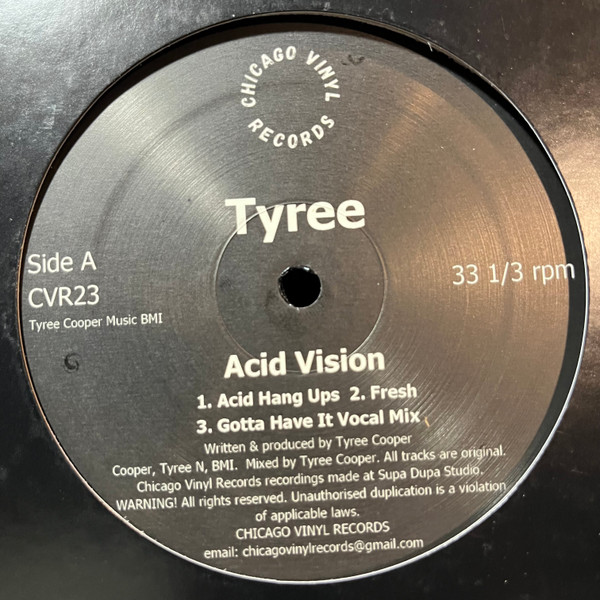 CHICAGO VINYL
RECORDS
Tyree
Side A
33 1/3 rpm
CVR23
Tyree Cooper Music BMI
Acid Vision
1. Acid Hang Ups 2. Fresh
3. Gotta Have It Vocal Mix
Written & produced by Tyree Cooper
Cooper, Tyree N, BMI. Mixed by Tyree Cooper. All tracks are original.
Chicago Vinyl Records recordings made at Supa Dupa Studio.
WARNING! All rights reserved. Unauthorised duplication is a violation
of applicable laws.
CHICAGO VINYL RECORDS
email: chicagovinylrecords@gmail.com